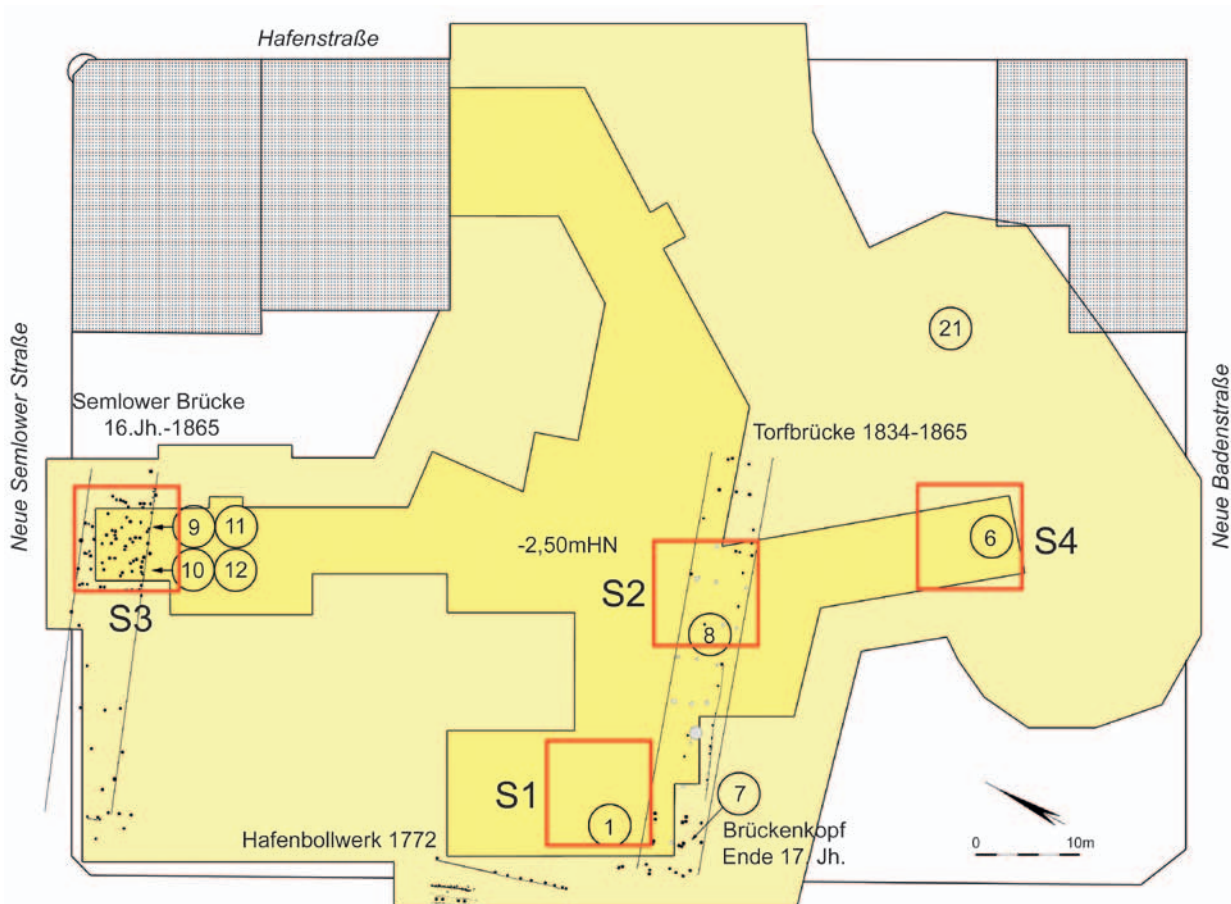 Hafenstraße
Neue Semlower Straße
Neue Badenstraße
21
Semlower Brücke
16.Jh.-1865
Torfbrücke 1834-1865
9 11
10 12
S3
-2,50mHN
S2
8
6
S4
S1
1
7
Hafenbollwerk 1772
Brückenkopf
Ende 17. Jh.
0 10m